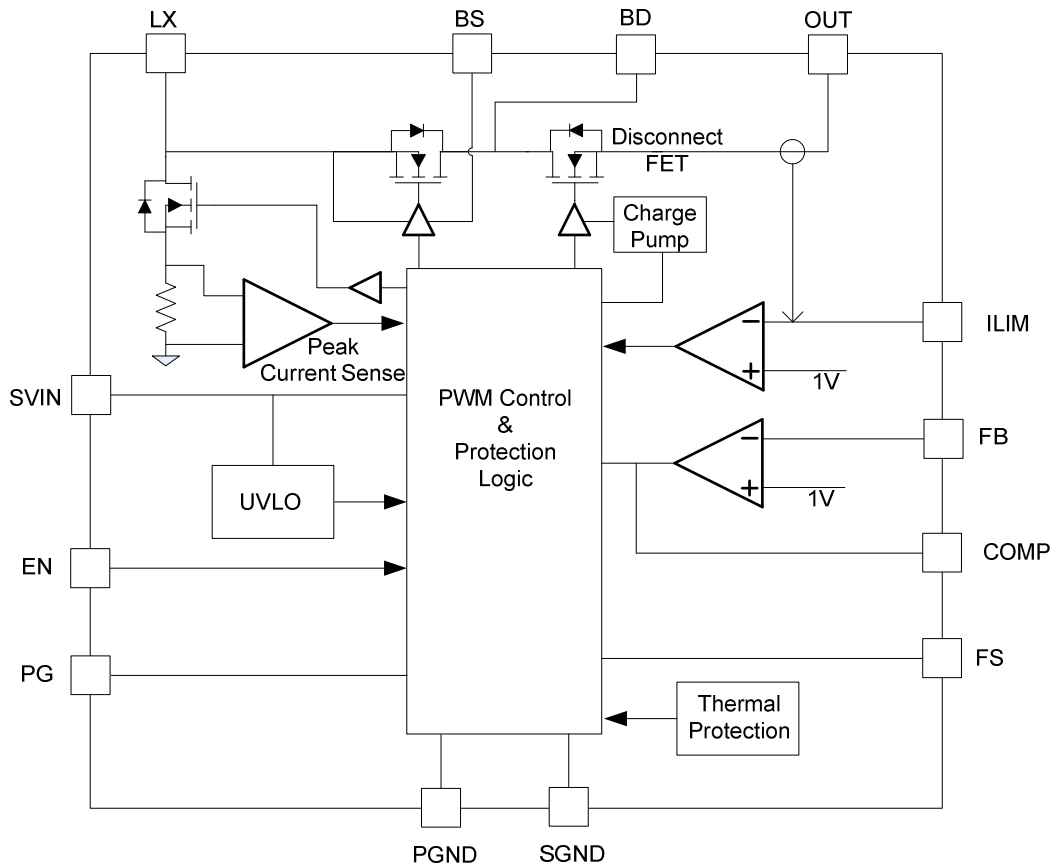 LX
BS
BD
OUT
Disconnect
FET
Charge
Pump
Peak
Current Sense
ILIM
1V
SVIN
PWM Control
&
Protection
Logic
FB
UVLO
1V
EN
COMP
PG
FS
Thermal
Protection
PGND
SGND